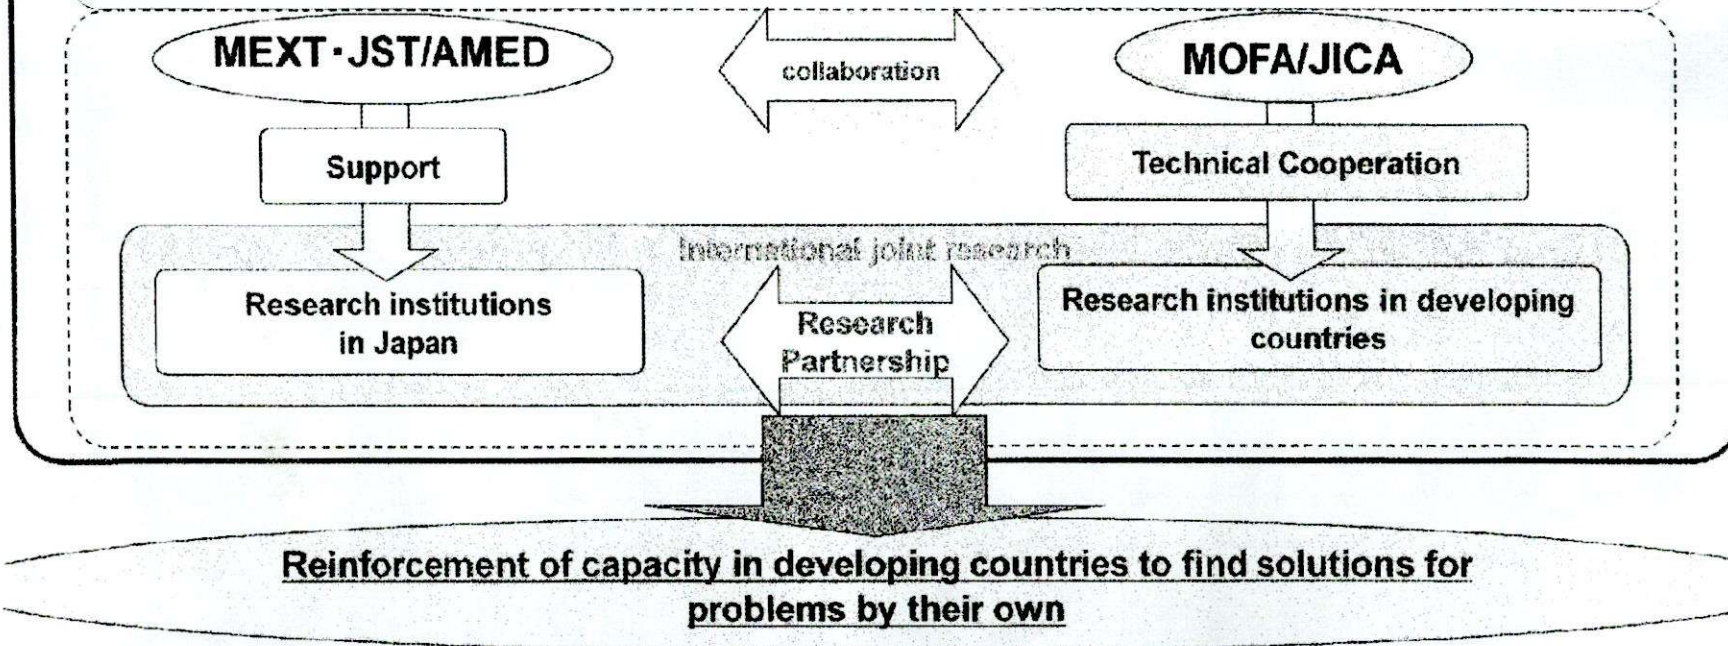 MEXT・JST/AMED
collaboration
MOFA/JICA
Support
Technical Cooperation
International joint research
Research institutions
in Japan
Research
Partnership
Research institutions in developing
countries
Reinforcement of capacity in developing countries to find solutions for
problems by their own